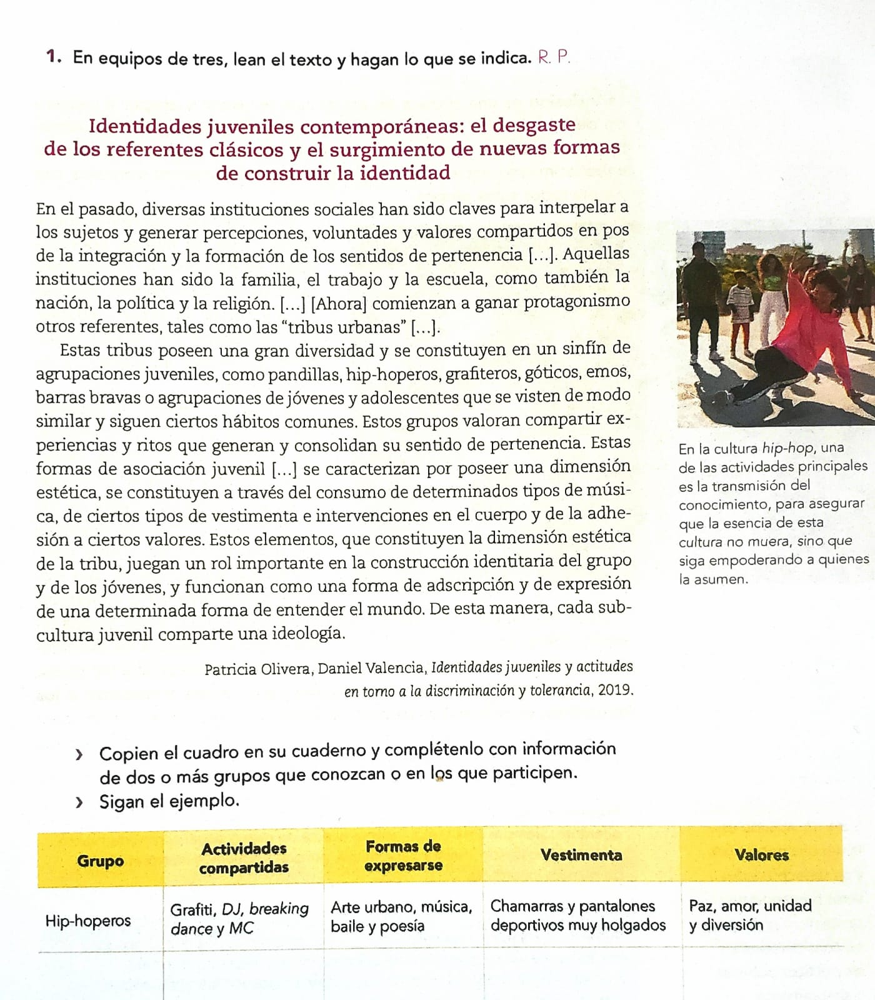 1. En equipos de tres, lean el texto y hagan lo que se indica. R. P.
Identidades juveniles contemporáneas: el desgaste
de los referentes clásicos y el surgimiento de nuevas formas
de construir la identidad
En el pasado, diversas instituciones sociales han sido claves para interpelar a
los sujetos y generar percepciones, voluntades y valores compartidos en pos
de la integración y la formación de los sentidos de pertenencia [...]. Aquellas
instituciones han sido la familia, el trabajo y la escuela, como también la
nación, la política y la religión. [...] [Ahora] comienzan a ganar protagonismo
otros referentes, tales como las “tribus urbanas” [...].
Estas tribus poseen una gran diversidad y se constituyen en un sinfín de
agrupaciones juveniles, como pandillas, hip-hoperos, grafiteros, góticos, emos,
barras bravas o agrupaciones de jóvenes y adolescentes que se visten de modo
similar y siguen ciertos hábitos comunes. Estos grupos valoran compartir ex-
periencias y ritos que generan y consolidan su sentido de pertenencia. Estas
formas de asociación juvenil [...] se caracterizan por poseer una dimensión
estética, se constituyen a través del consumo de determinados tipos de músi-
ca, de ciertos tipos de vestimenta e intervenciones en el cuerpo y de la adhe-
sión a ciertos valores. Estos elementos, que constituyen la dimensión estética
de la tribu, juegan un rol importante en la construcción identitaria del grupo
y de los jóvenes, y funcionan como una forma de adscripción y de expresión
de una determinada forma de entender el mundo. De esta manera, cada sub-
cultura juvenil comparte una ideología.
Patricia Olivera, Daniel Valencia, Identidades juveniles y actitudes
en torno a la discriminación y tolerancia, 2019.
En la cultura hip-hop, una
de las actividades principales
es la transmisión del
conocimiento, para asegurar
que la esencia de esta
cultura no muera, sino que
siga empoderando a quienes
la asumen.
› Copien el cuadro en su cuaderno y complétenlo con información
de dos o más grupos que conozcan o en los que participen.
› Sigan el ejemplo.
Grupo
Actividades
compartidas
Formas de
expresarse
Vestimenta
Valores
Hip-hoperos
Grafiti, DJ, breaking
dance y MC
Arte urbano, música,
baile y poesía
Chamarras y pantalones
deportivos muy holgados
Paz, amor, unidad
y diversión